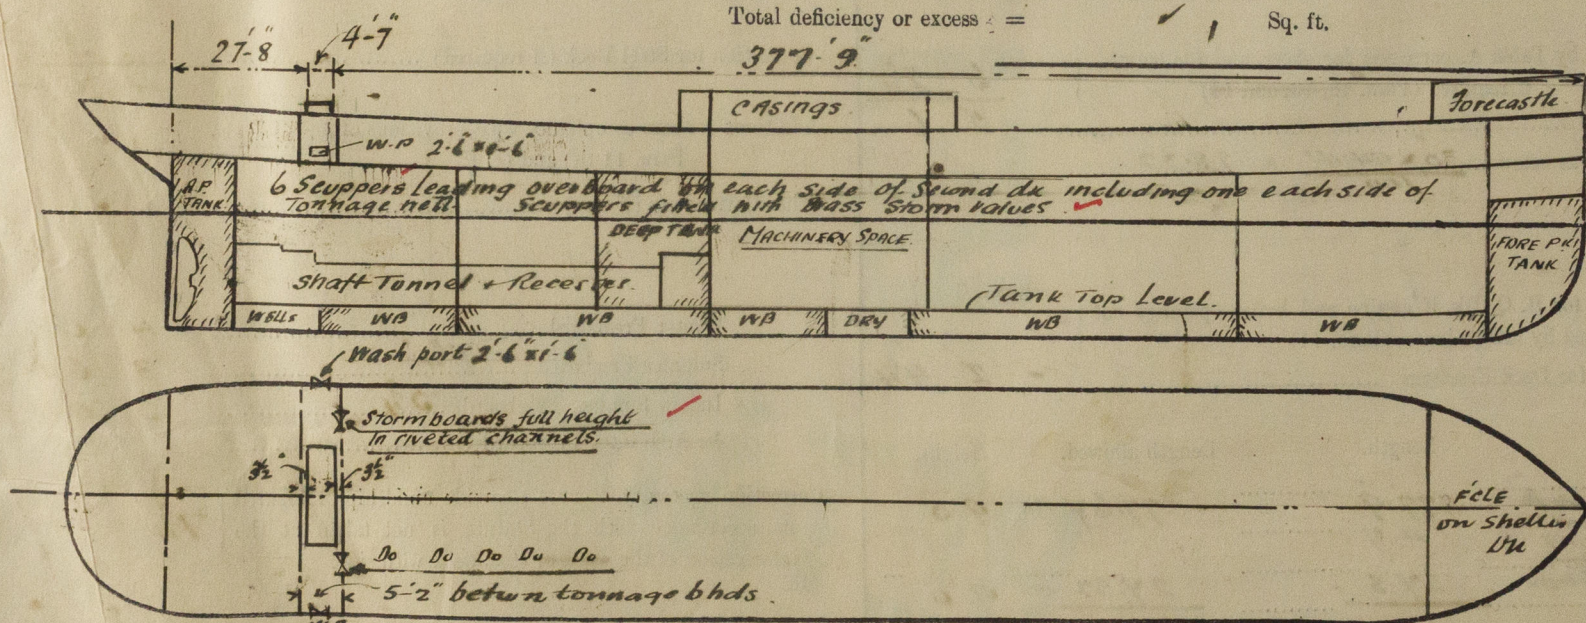 Total deficiency or excess = Sq. ft.
27'-8 4'-7" 377'-9"
CASINGS
Forecastle
W.P 2'-6"x1'-6"
A.P. TANK
6 Scuppers leading overboard on each side of Second dk including one each side of
Tonnage well. Scuppers fitted with Brass Storm Valves
DEEP TANK
MACHINERY SPACE
FORE PK TANK
Shaft Tunnel + Recesses.
Tank Top Level.
WELLS WB WB WB DRY WB WB
Wash port 2'-6"x1'-6"
Stormboards full height
In riveted channels.
3½" 3½"
F'CLE
on Shelter
Dk
Do Do Do Do Do
5'-2" betwn tonnage bhds.